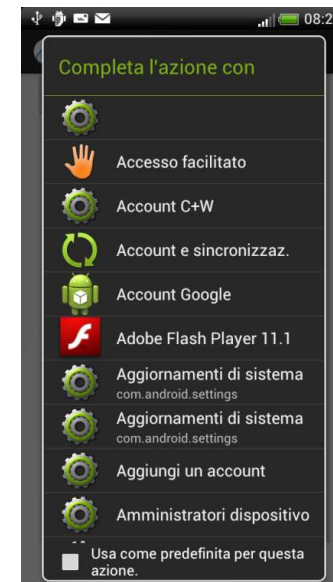 08:2
Completa l'azione con
Accesso facilitato
Account C+W
Account e sincronizzaz.
Account Google
Adobe Flash Player 11.1
Aggiornamenti di sistema
com.android.settings
Aggiornamenti di sistema
com.android.settings
Aggiungi un account
Amministratori dispositivo
Usa come predefinita per questa
azione.